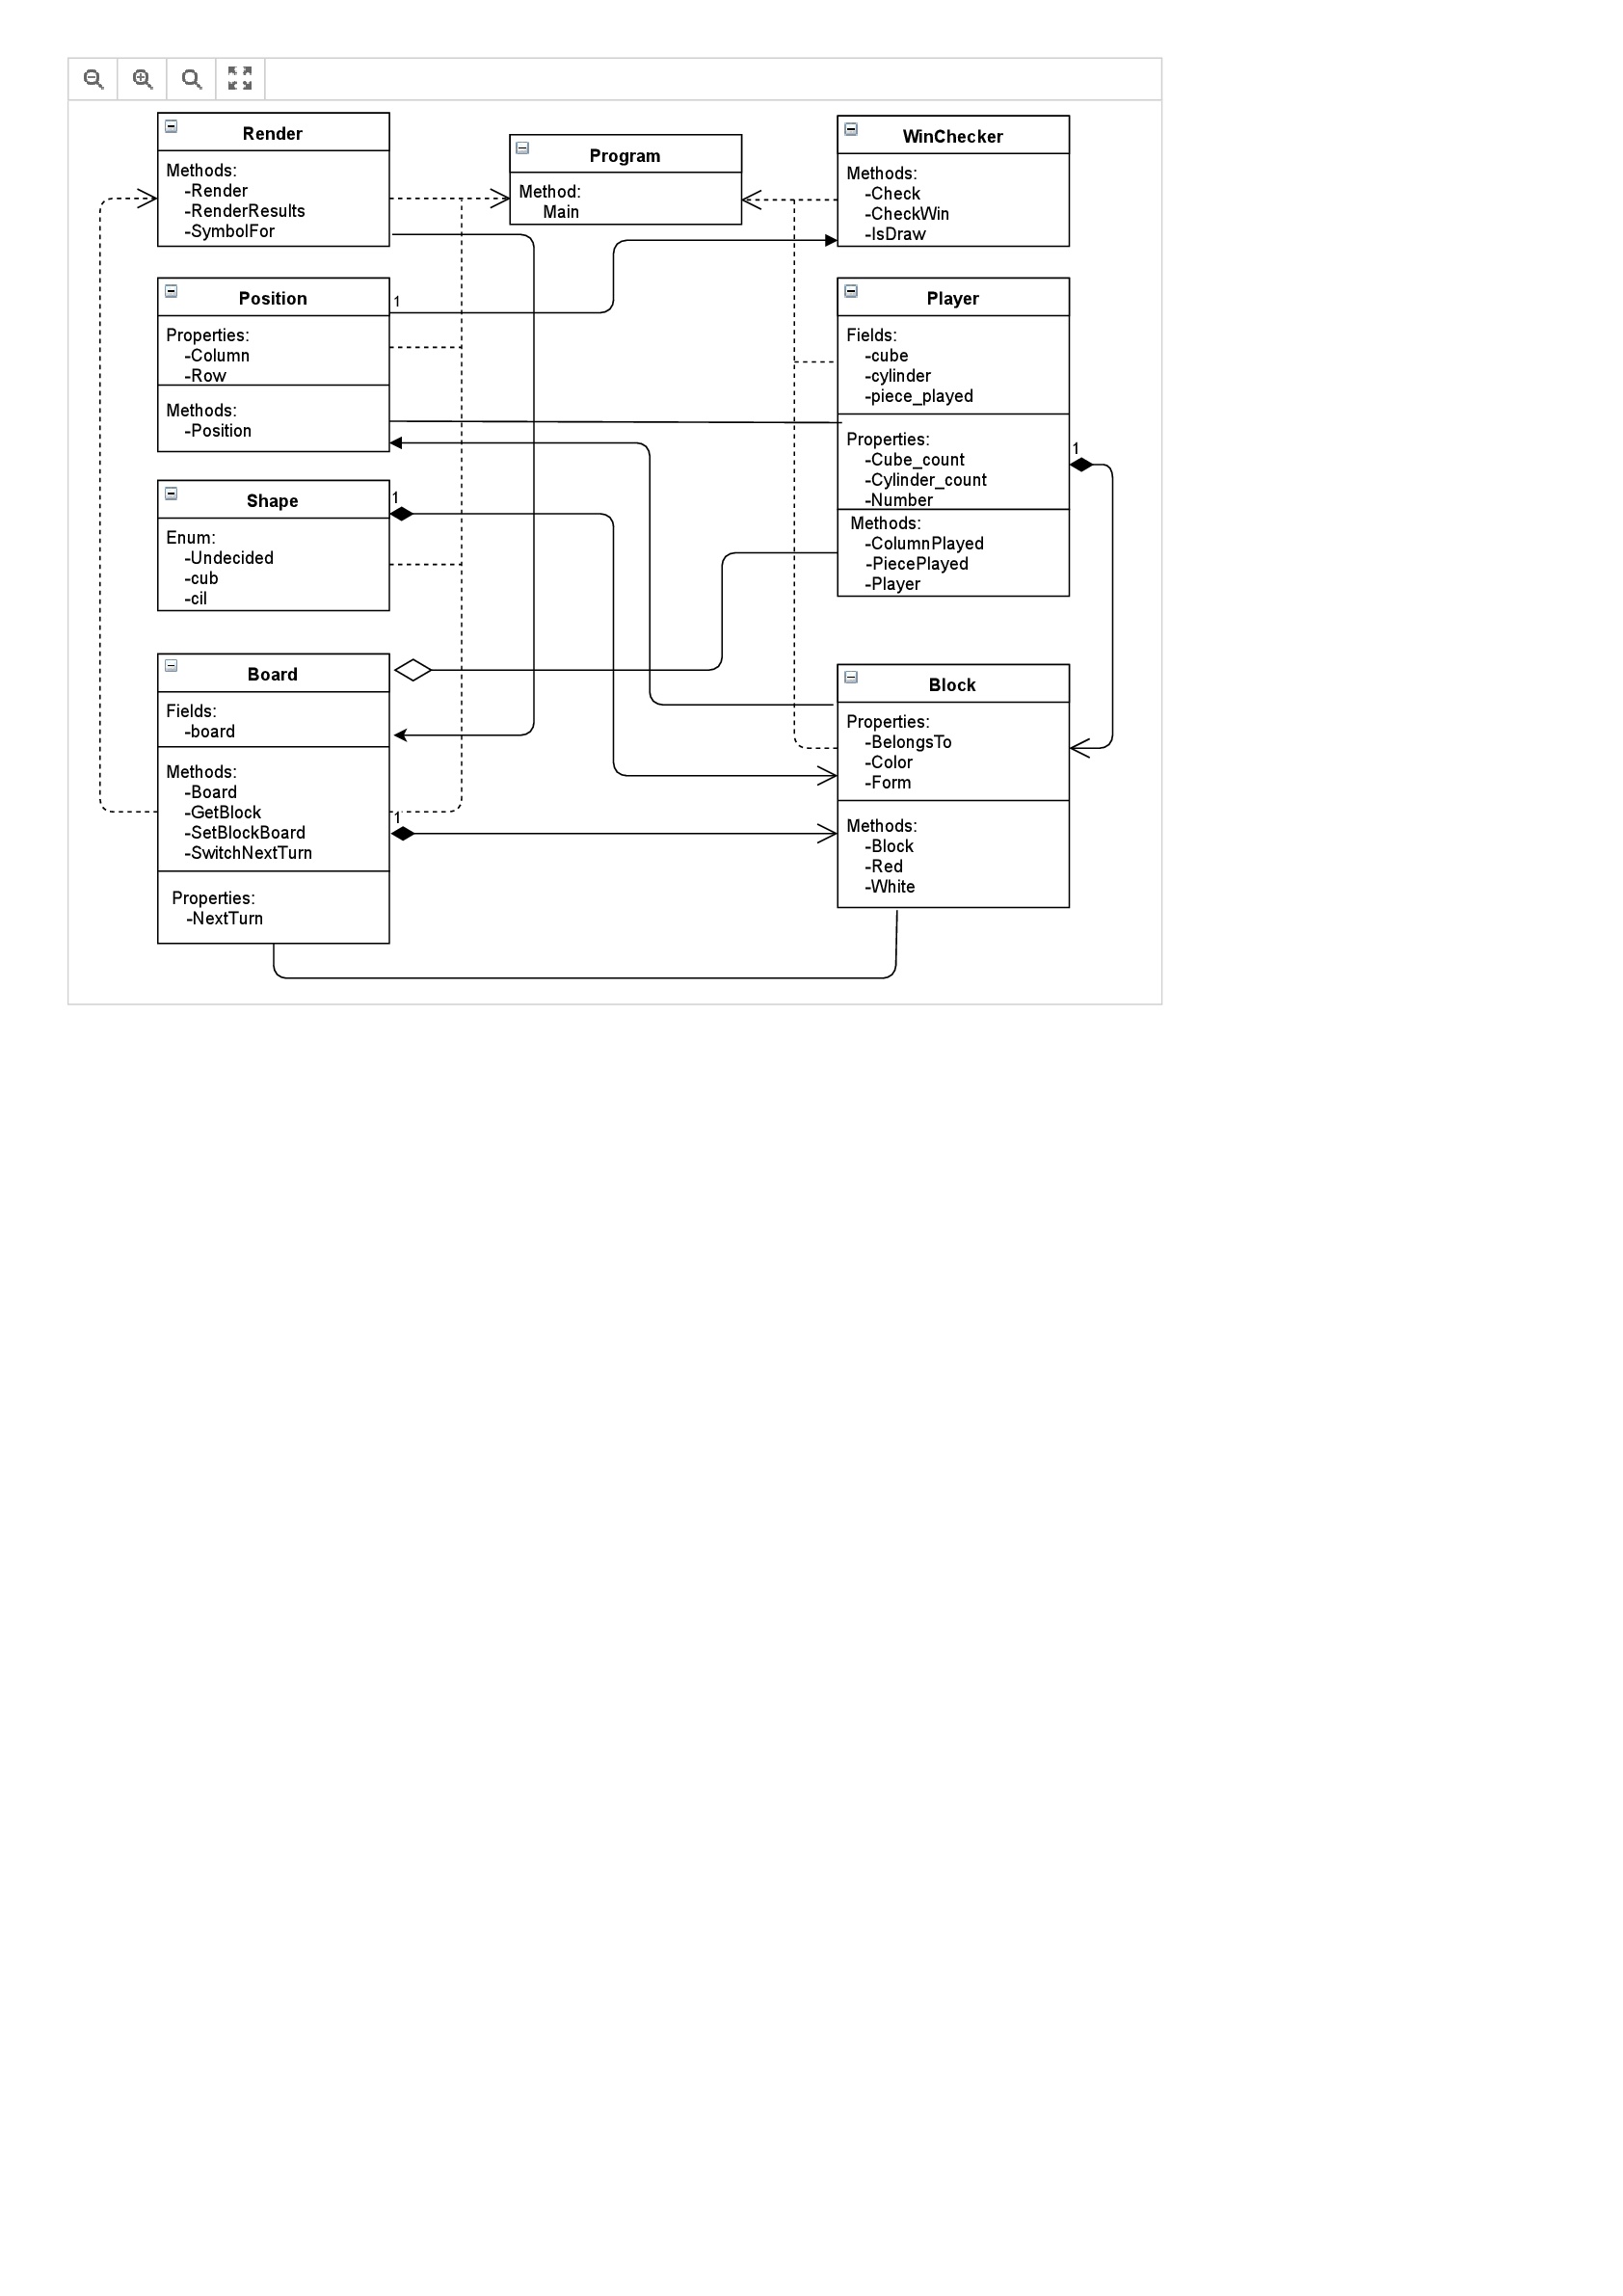 Render
Methods:
-Render
-RenderResults
-SymbolFor
Program
Method:
Main
WinChecker
Methods:
-Check
-CheckWin
-IsDraw
Position
1
Properties:
-Column
-Row
Methods:
-Position
Player
Fields:
-cube
-cylinder
-piece_played
Properties:
-Cube_count
-Cylinder_count
-Number
Methods:
-ColumnPlayed
-PiecePlayed
-Player
1
Shape
1
Enum:
-Undecided
-cub
-cil
Board
Fields:
-board
Methods:
-Board
-GetBlock
-SetBlockBoard
-SwitchNextTurn
1
Properties:
-NextTurn
Block
Properties:
-BelongsTo
-Color
-Form
Methods:
-Block
-Red
-White